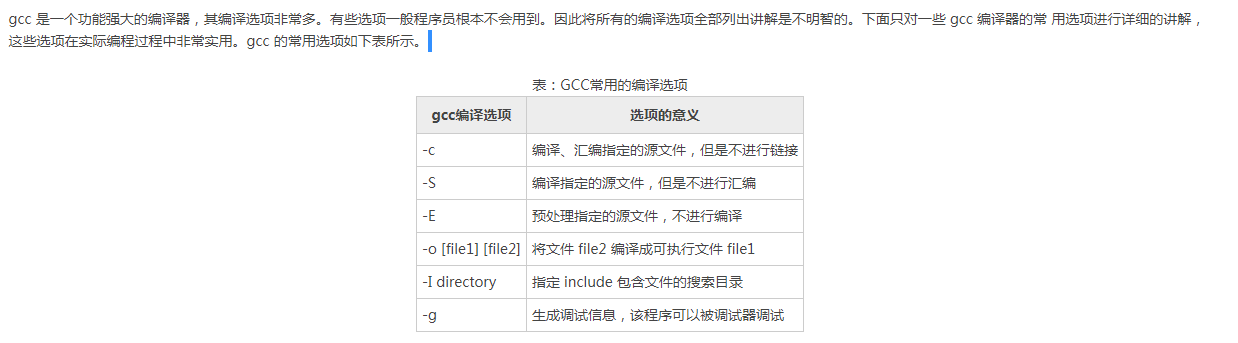 gcc 是一个功能强大的编译器，其编译选项非常多。有些选项一般程序员根本不会用到。因此将所有的编译选项全部列出讲解是不明智的。下面只对一些 gcc 编译器的常 用选项进行详细的讲解，
这些选项在实际编程过程中非常实用。gcc 的常用选项如下表所示。
表：GCC常用的编译选项
gcc编译选项 选项的意义
-c 编译、汇编指定的源文件，但是不进行链接
-S 编译指定的源文件，但是不进行汇编
-E 预处理指定的源文件，不进行编译
-o [file1] [file2] 将文件 file2 编译成可执行文件 file1
-I directory 指定 include 包含文件的搜索目录
-g 生成调试信息，该程序可以被调试器调试